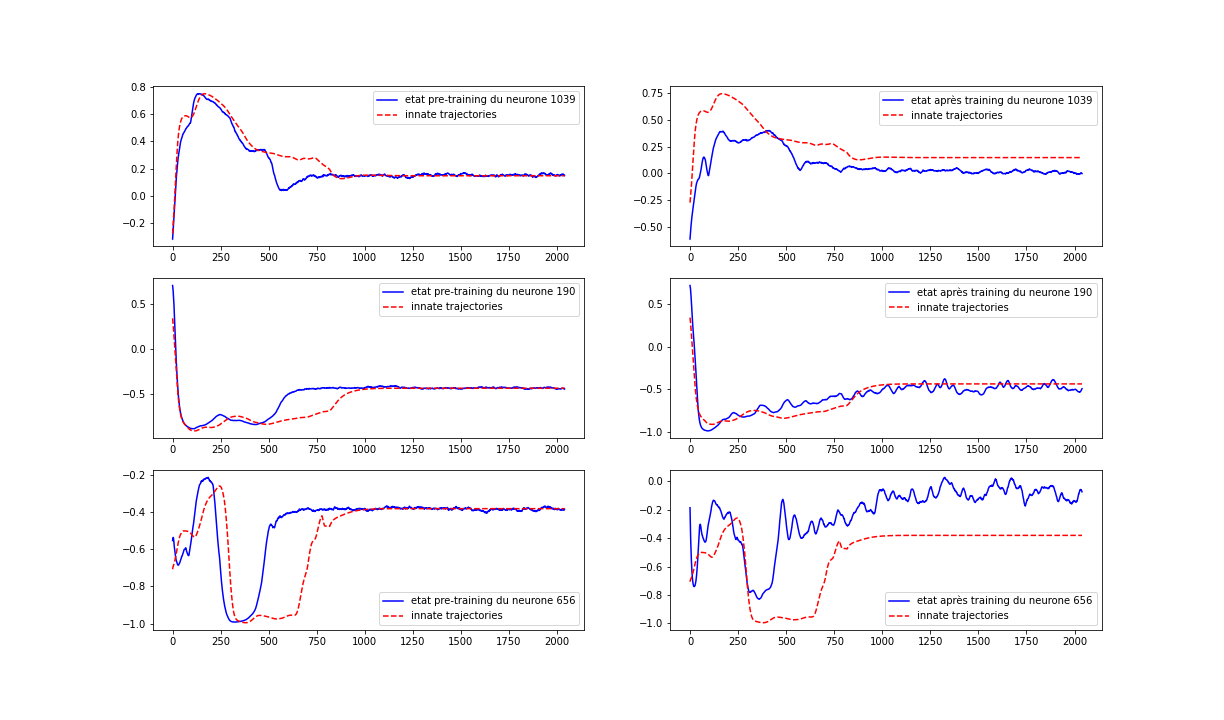 0.8
0.6
0.4
0.2
0.0
−0.2
etat pre-training du neurone 1039
innate trajectories
0 250 500 750 1000 1250 1500 1750 2000
0.75
0.50
0.25
0.00
−0.25
−0.50
etat après training du neurone 1039
innate trajectories
0 250 500 750 1000 1250 1500 1750 2000
0.5
0.0
−0.5
etat pre-training du neurone 190
innate trajectories
0 250 500 750 1000 1250 1500 1750 2000
0.5
0.0
−0.5
−1.0
etat après training du neurone 190
innate trajectories
0 250 500 750 1000 1250 1500 1750 2000
−0.2
−0.4
−0.6
−0.8
−1.0
etat pre-training du neurone 656
innate trajectories
0 250 500 750 1000 1250 1500 1750 2000
0.0
−0.2
−0.4
−0.6
−0.8
−1.0
etat après training du neurone 656
innate trajectories
0 250 500 750 1000 1250 1500 1750 2000